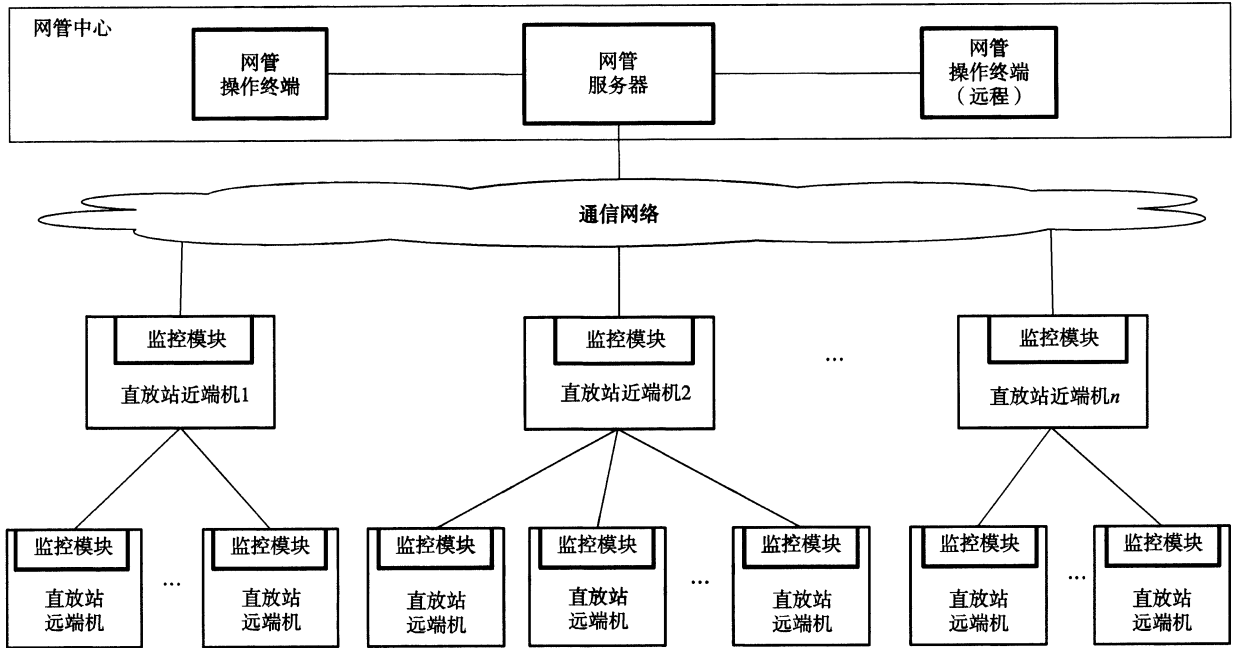 网管中心
网管
操作终端
网管
服务器
网管
操作终端
（远程）
通信网络
监控模块
直放站近端机1
监控模块
直放站近端机2
...
监控模块
直放站近端机n
监控模块
直放站
远端机
...
监控模块
直放站
远端机
监控模块
直放站
远端机
监控模块
直放站
远端机
...
监控模块
直放站
远端机
监控模块
直放站
远端机
...
监控模块
直放站
远端机